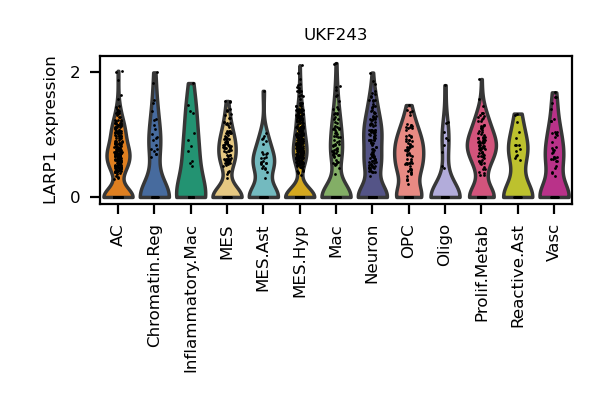 UKF243
LARP1 expression
2
0
AC
Chromatin.Reg
Inflammatory.Mac
MES
MES.Ast
MES.Hyp
Mac
Neuron
OPC
Oligo
Prolif.Metab
Reactive.Ast
Vasc